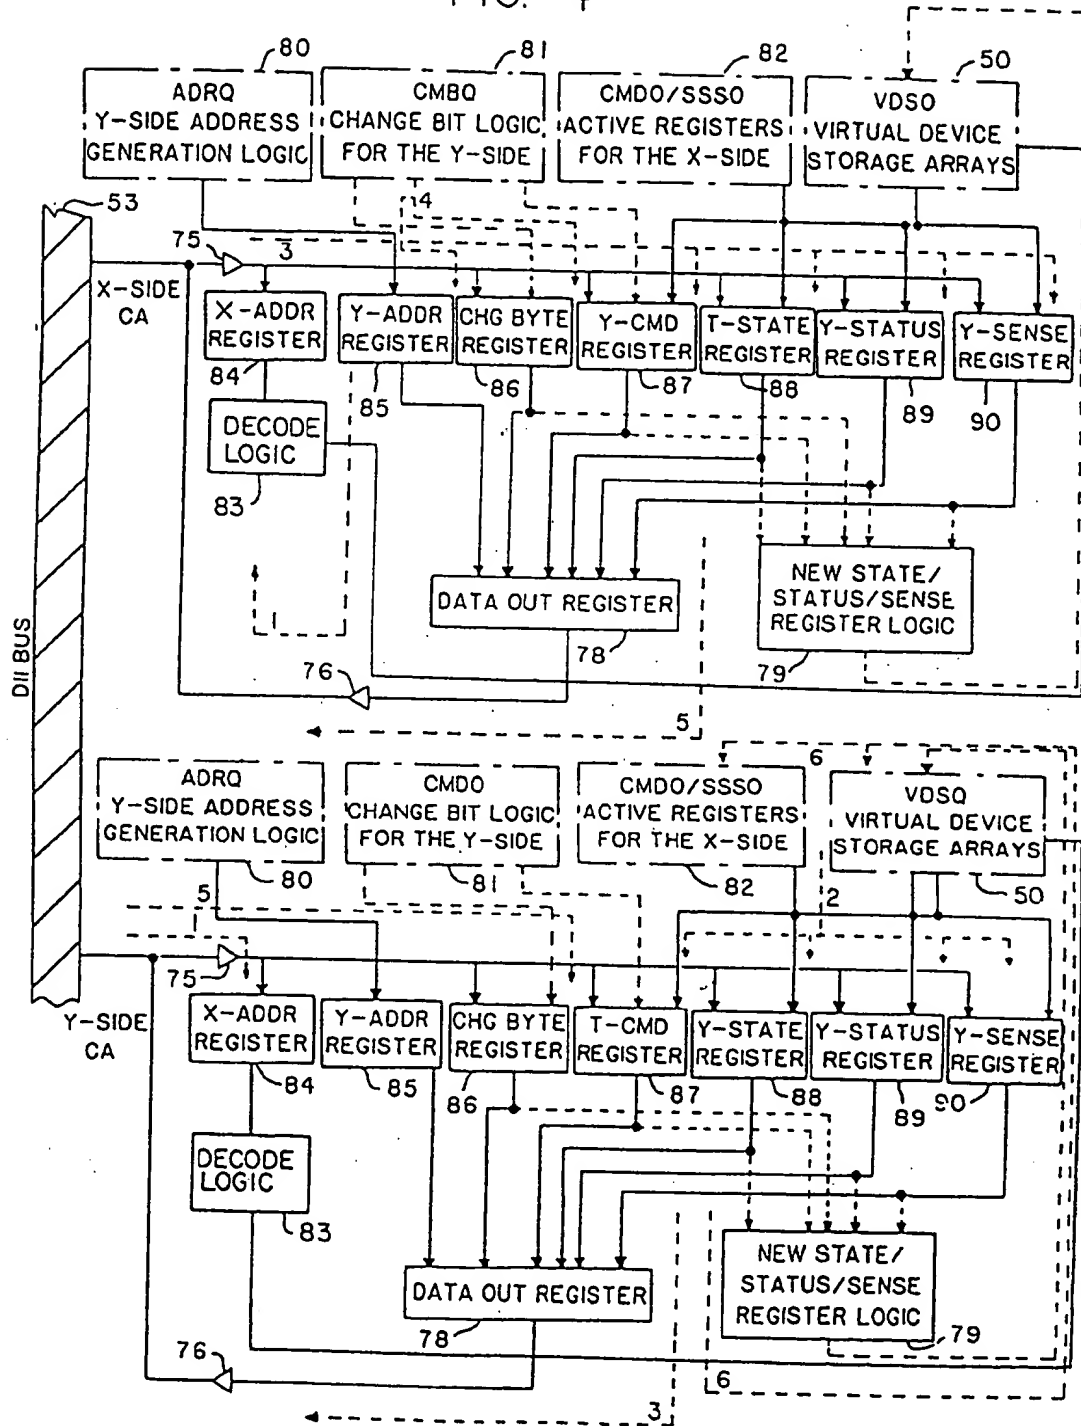 80
81
82
50
ADRQ
Y-SIDE ADDRESS
GENERATION LOGIC
CMBQ
CHANGE BIT LOGIC
FOR THE Y-SIDE
CMDO/SSSO
ACTIVE REGISTERS
FOR THE X-SIDE
VDSO
VIRTUAL DEVICE
STORAGE ARRAYS
53
4
75
3
X-SIDE
CA
X-ADDR
REGISTER
Y-ADDR
REGISTER
CHG BYTE
REGISTER
Y-CMD
REGISTER
T-STATE
REGISTER
Y-STATUS
REGISTER
Y-SENSE
REGISTER
84
85
86
87
88
89
90
DECODE
LOGIC
83
DII BUS
1
DATA OUT REGISTER
78
NEW STATE/
STATUS/SENSE
REGISTER LOGIC
79
76
5
6
ADRQ
Y-SIDE ADDRESS
GENERATION LOGIC
CMDO
CHANGE BIT LOGIC
FOR THE Y-SIDE
CMDO/SSSO
ACTIVE REGISTERS
FOR THE X-SIDE
VDSQ
VIRTUAL DEVICE
STORAGE ARRAYS
80
81
82
50
5
2
1
75
Y-SIDE
CA
X-ADDR
REGISTER
Y-ADDR
REGISTER
CHG BYTE
REGISTER
T-CMD
REGISTER
Y-STATE
REGISTER
Y-STATUS
REGISTER
Y-SENSE
REGISTER
84
85
86
87
88
89
90
DECODE
LOGIC
83
DATA OUT REGISTER
78
NEW STATE/
STATUS/SENSE
REGISTER LOGIC
79
76
6
3